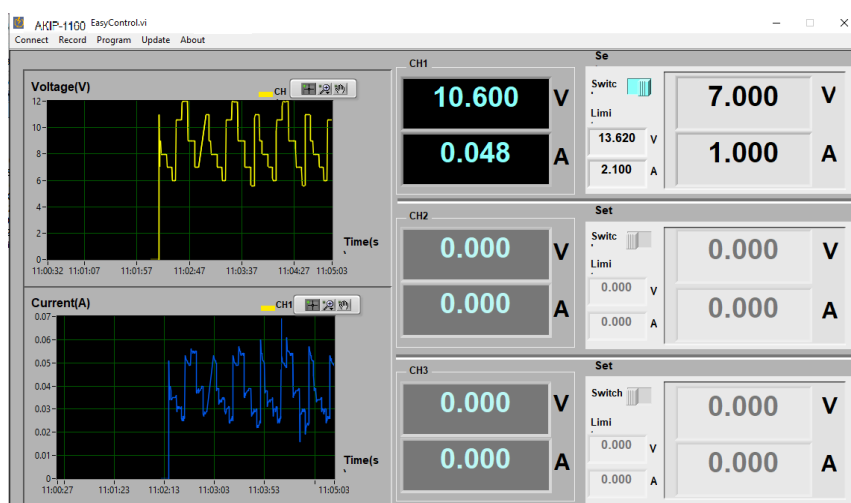 AKIP-1160 EasyControl.vi
Connect Record Program Update About
Voltage(V)
CH
12
10
8
6
4
2
0
11:00:32 11:01:07 11:01:57 11:02:47 11:03:37 11:04:27 11:05:03
Time(s
Current(A)
CH1
0.07
0.06
0.05
0.04
0.03
0.02
0.01
0
11:00:27 11:01:23 11:02:13 11:03:03 11:03:53 11:05:03
Time(s
CH1
10.600 V
0.048 A
Se
Switc
Limi
13.620 V
2.100 A
7.000 V
1.000 A
CH2
0.000 V
0.000 A
Set
Switc
Limi
0.000 V
0.000 A
0.000 V
0.000 A
CH3
0.000 V
0.000 A
Set
Switch
Limi
0.000 V
0.000 A
0.000 V
0.000 A